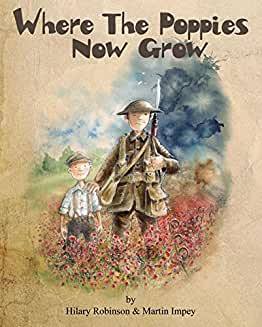 Where The Poppies
Now Grow
by
Hilary Robinson & Martin Impey